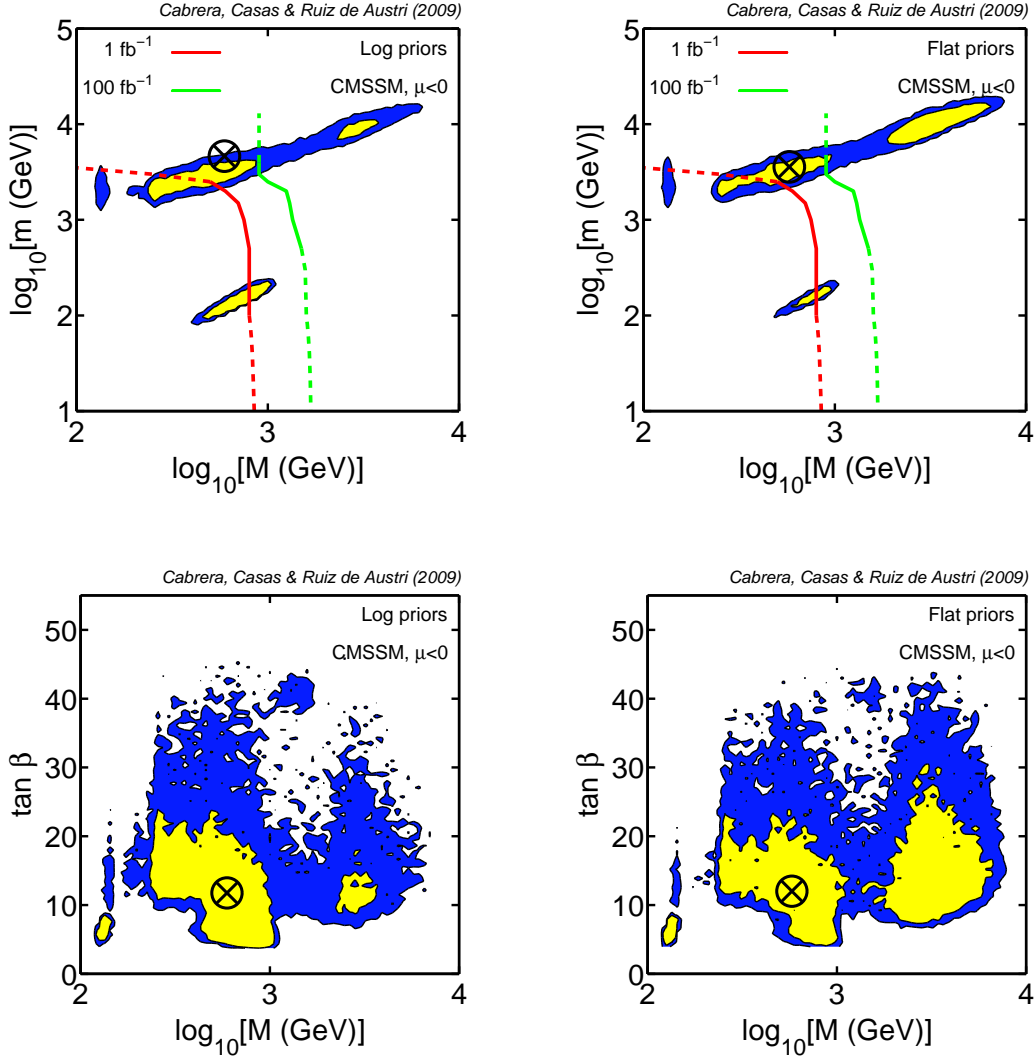 Cabrera, Casas & Ruiz de Austri (2009)
1 fb⁻¹
Log priors
100 fb⁻¹
CMSSM, μ<0
5
4
3
2
1
log₁₀[m (GeV)]
2
3
4
log₁₀[M (GeV)]
Cabrera, Casas & Ruiz de Austri (2009)
1 fb⁻¹
Flat priors
100 fb⁻¹
CMSSM, μ<0
5
4
3
2
1
log₁₀[m (GeV)]
2
3
4
log₁₀[M (GeV)]
Cabrera, Casas & Ruiz de Austri (2009)
Log priors
CMSSM, μ<0
50
40
30
20
10
0
tan β
2
3
4
log₁₀[M (GeV)]
Cabrera, Casas & Ruiz de Austri (2009)
Flat priors
CMSSM, μ<0
50
40
30
20
10
0
tan β
2
3
4
log₁₀[M (GeV)]